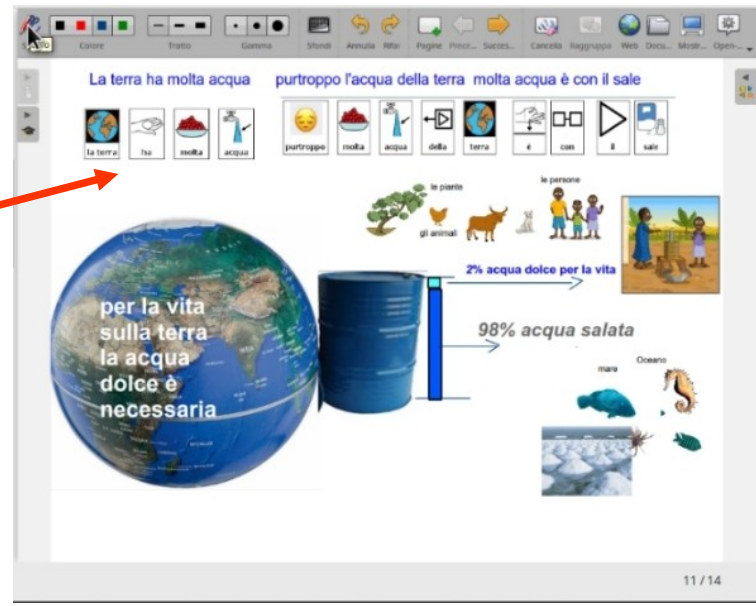 Colore
Tratto
Gomma
Sfondi
Annulla
Rifai
Pagine
Prece...
Succes...
Cancella
Raggruppa
Web
Docu...
Mostr...
Open-...
La terra ha molta acqua
purtroppo l'acqua della terra molta acqua è con il sale
la terra
ha
molta
acqua
purtroppo
molta
acqua
della
terra
é
con
il
sale
le piante
le persone
gli animali
2% acqua dolce per la vita
98% acqua salata
per la vita
sulla terra
la acqua
dolce è
necessaria
mare
Oceano
11 / 14